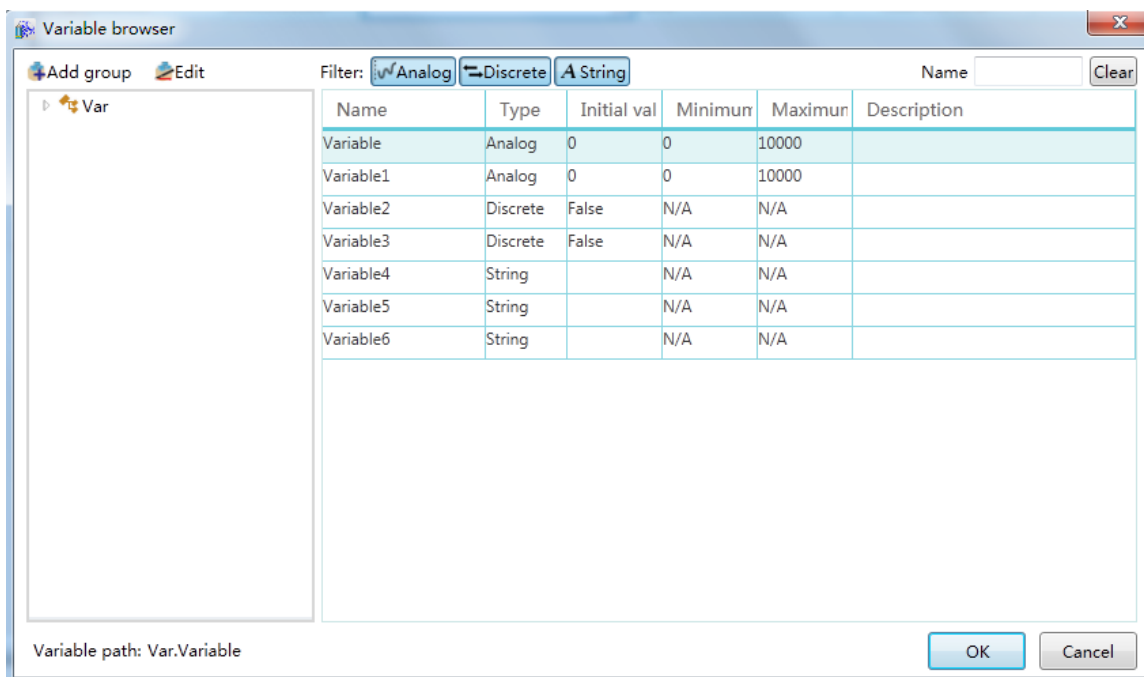 Variable browser
x
Add group Edit Filter: Analog Discrete A String Name Clear
Var
Name Type Initial val Minimum Maximun Description
Variable Analog 0 0 10000
Variable1 Analog 0 0 10000
Variable2 Discrete False N/A N/A
Variable3 Discrete False N/A N/A
Variable4 String N/A N/A
Variable5 String N/A N/A
Variable6 String N/A N/A
Variable path: Var.Variable OK Cancel